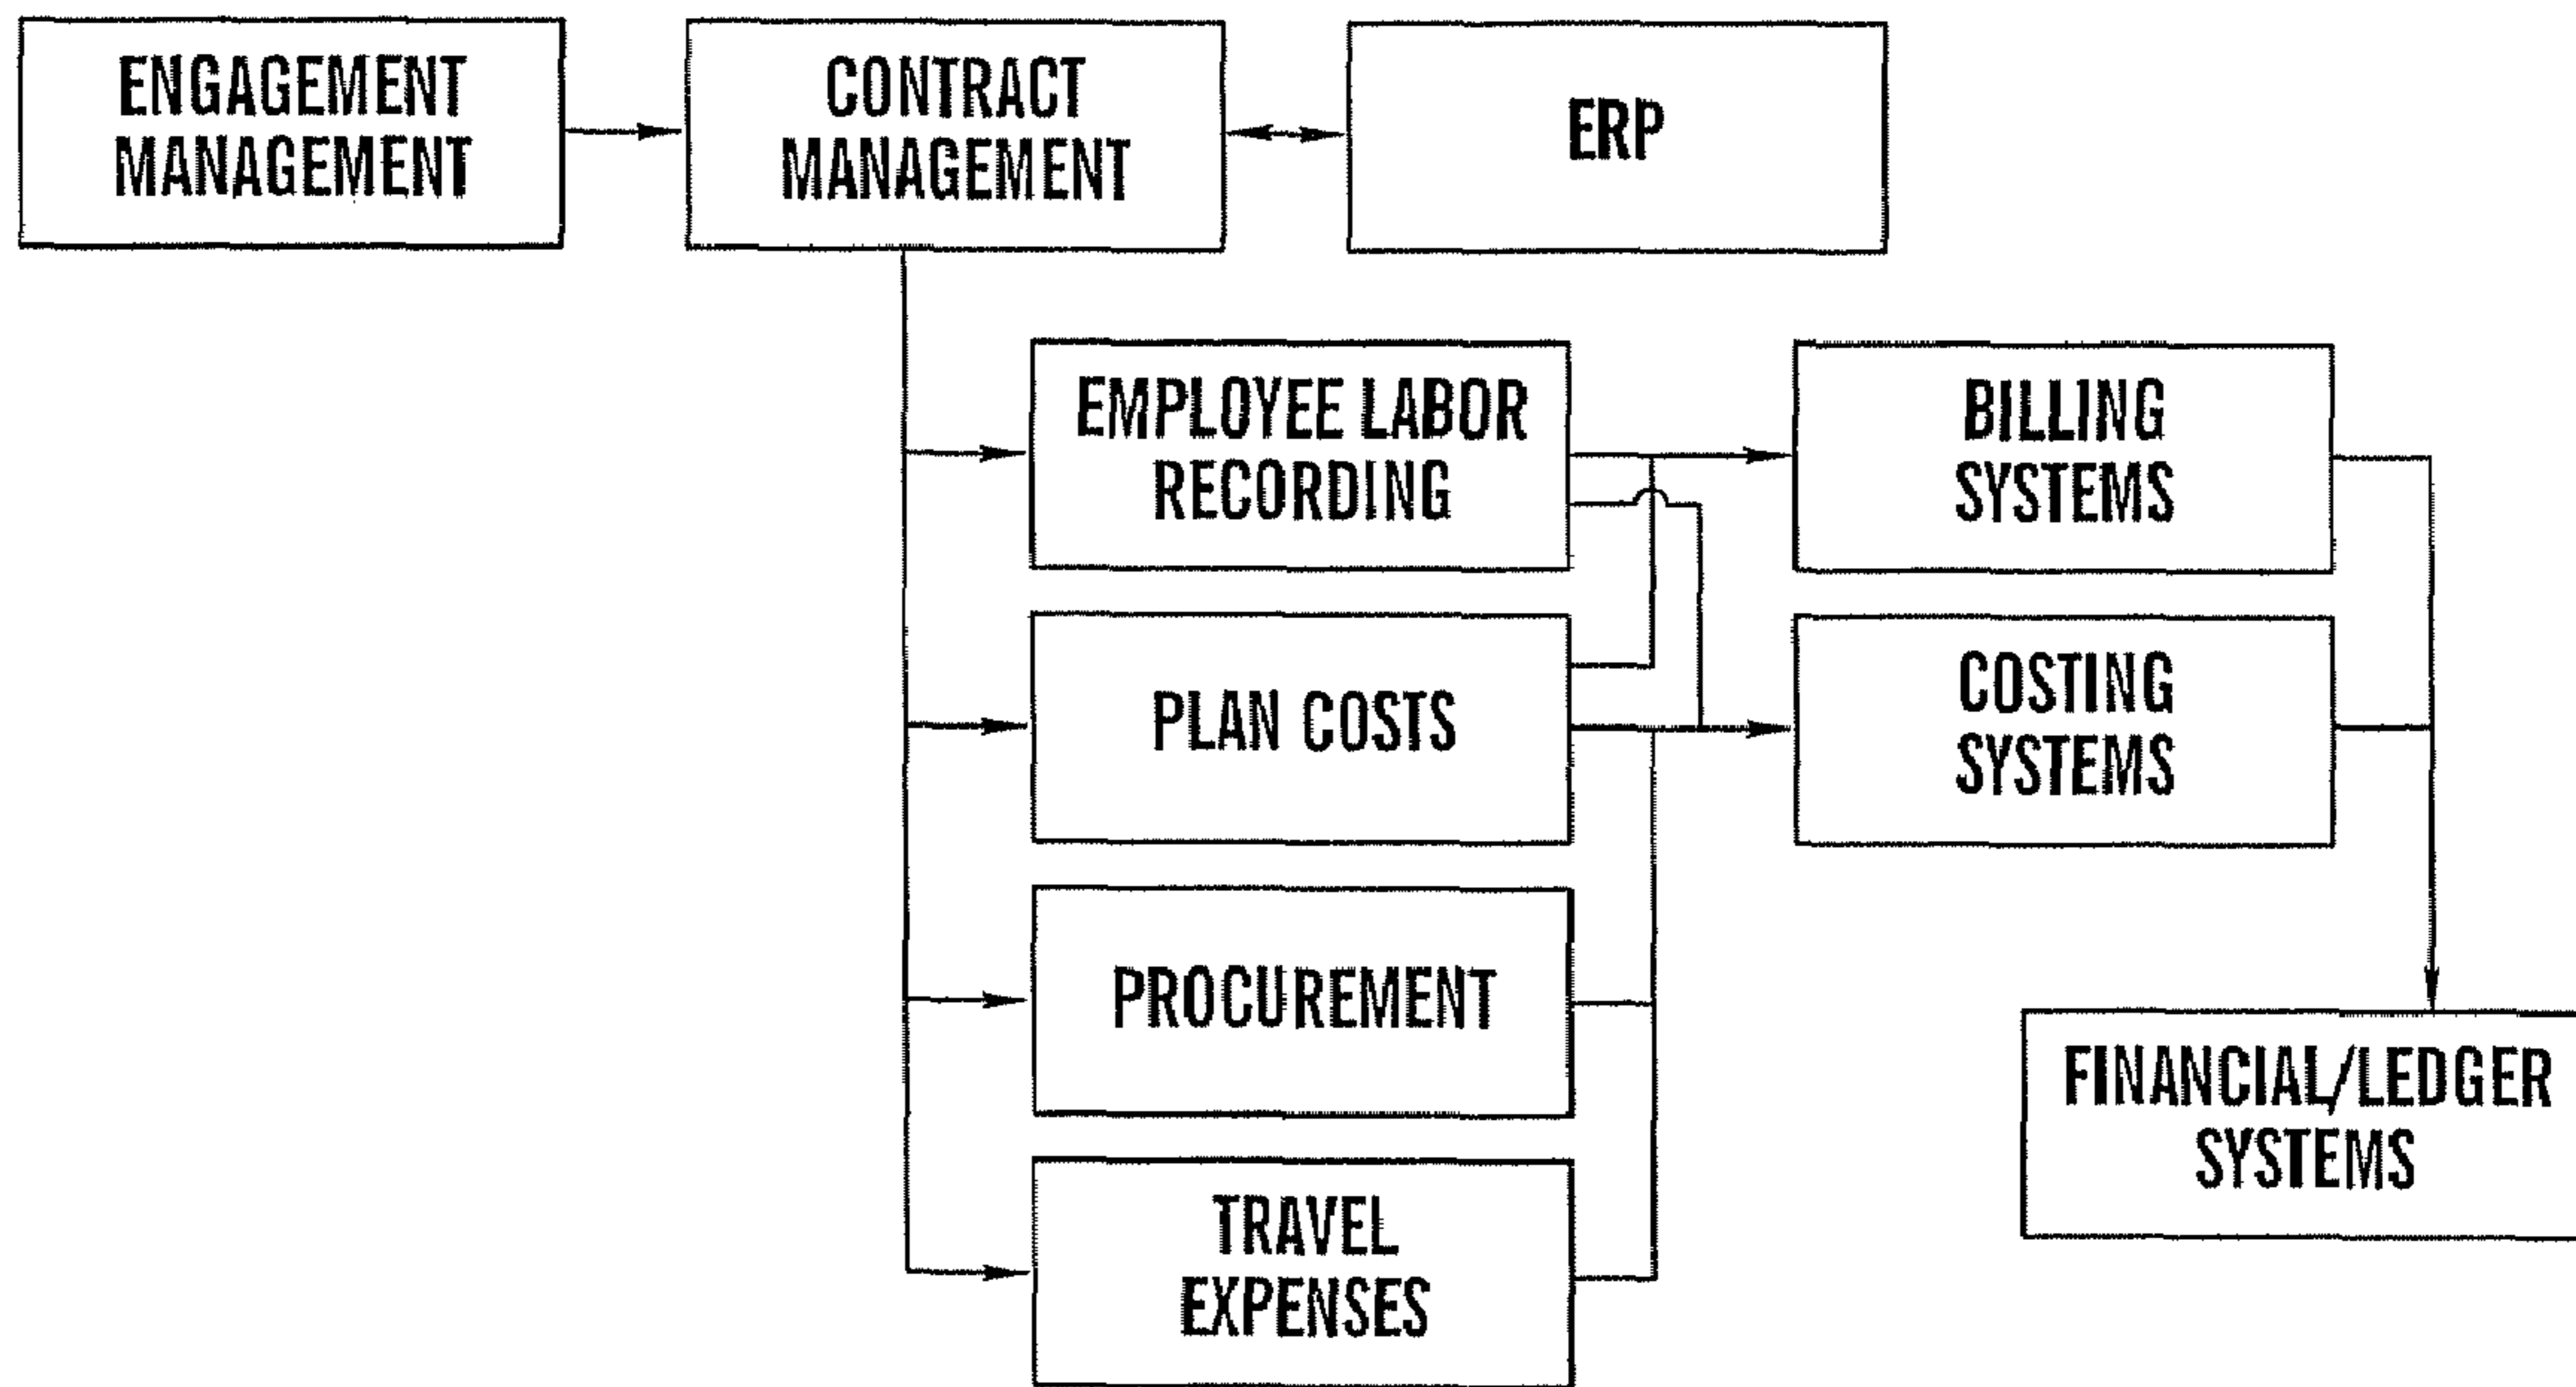 ENGAGEMENT
MANAGEMENT
CONTRACT
MANAGEMENT
ERP
EMPLOYEE LABOR
RECORDING
BILLING
SYSTEMS
PLAN COSTS
COSTING
SYSTEMS
PROCUREMENT
FINANCIAL/LEDGER
SYSTEMS
TRAVEL
EXPENSES